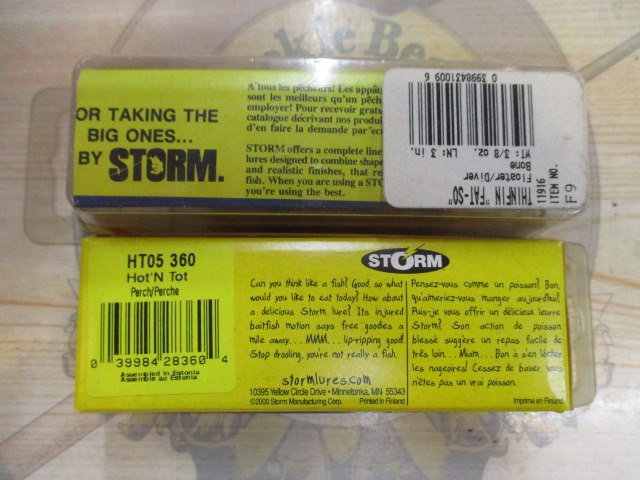 OR TAKING THE
BIG ONES...
BY STORM.
A tous les pêcheurs! Les appât
sont les meilleurs qu'un pêch
employer! Pour recevoir gratu
catalogue décrivant nos produi
d'en faire la demande par écr
STORM offers a complete line
lures designed to combine shape
and realistic finishes, that re
fish. When you are using a STO
you're using the best.
0 39984 31009 6
THINFIN "FAT-SO"
Floater/Diver
Bone
WT: 3/8 oz. LN: 3 in.
11916
ITEM NO.
F9
HT05 360
Hot'N Tot
Perch/Perche
0 39984 28360 4
Assembled in Estonia
Assemblé au Estonia
STORM
Can you think like a fish? Good, so what
would you like to eat today? How about
a delicious Storm lure? Its injured
baitfish motion says free goodies a
mile away... MMM... lip-ripping good!
Stop drooling, you're not really a fish.
Pensez-vous comme un poisson? Bon,
qu'aimeriez-vous manger aujourd'hui?
Puis-je vous offrir un délicieux leurre
Storm? Son action de poisson
blessé suggère un repas facile de
très loin... Miam... Bon à s'en lécher
les nageoires! Cessez de baver, vous
n'êtes pas un vrai poisson.
stormlures.com
10395 Yellow Circle Drive • Minnetonka, MN 55343
©2000 Storm Manufacturing Corp. Printed in Finland
Imprimé en Finland